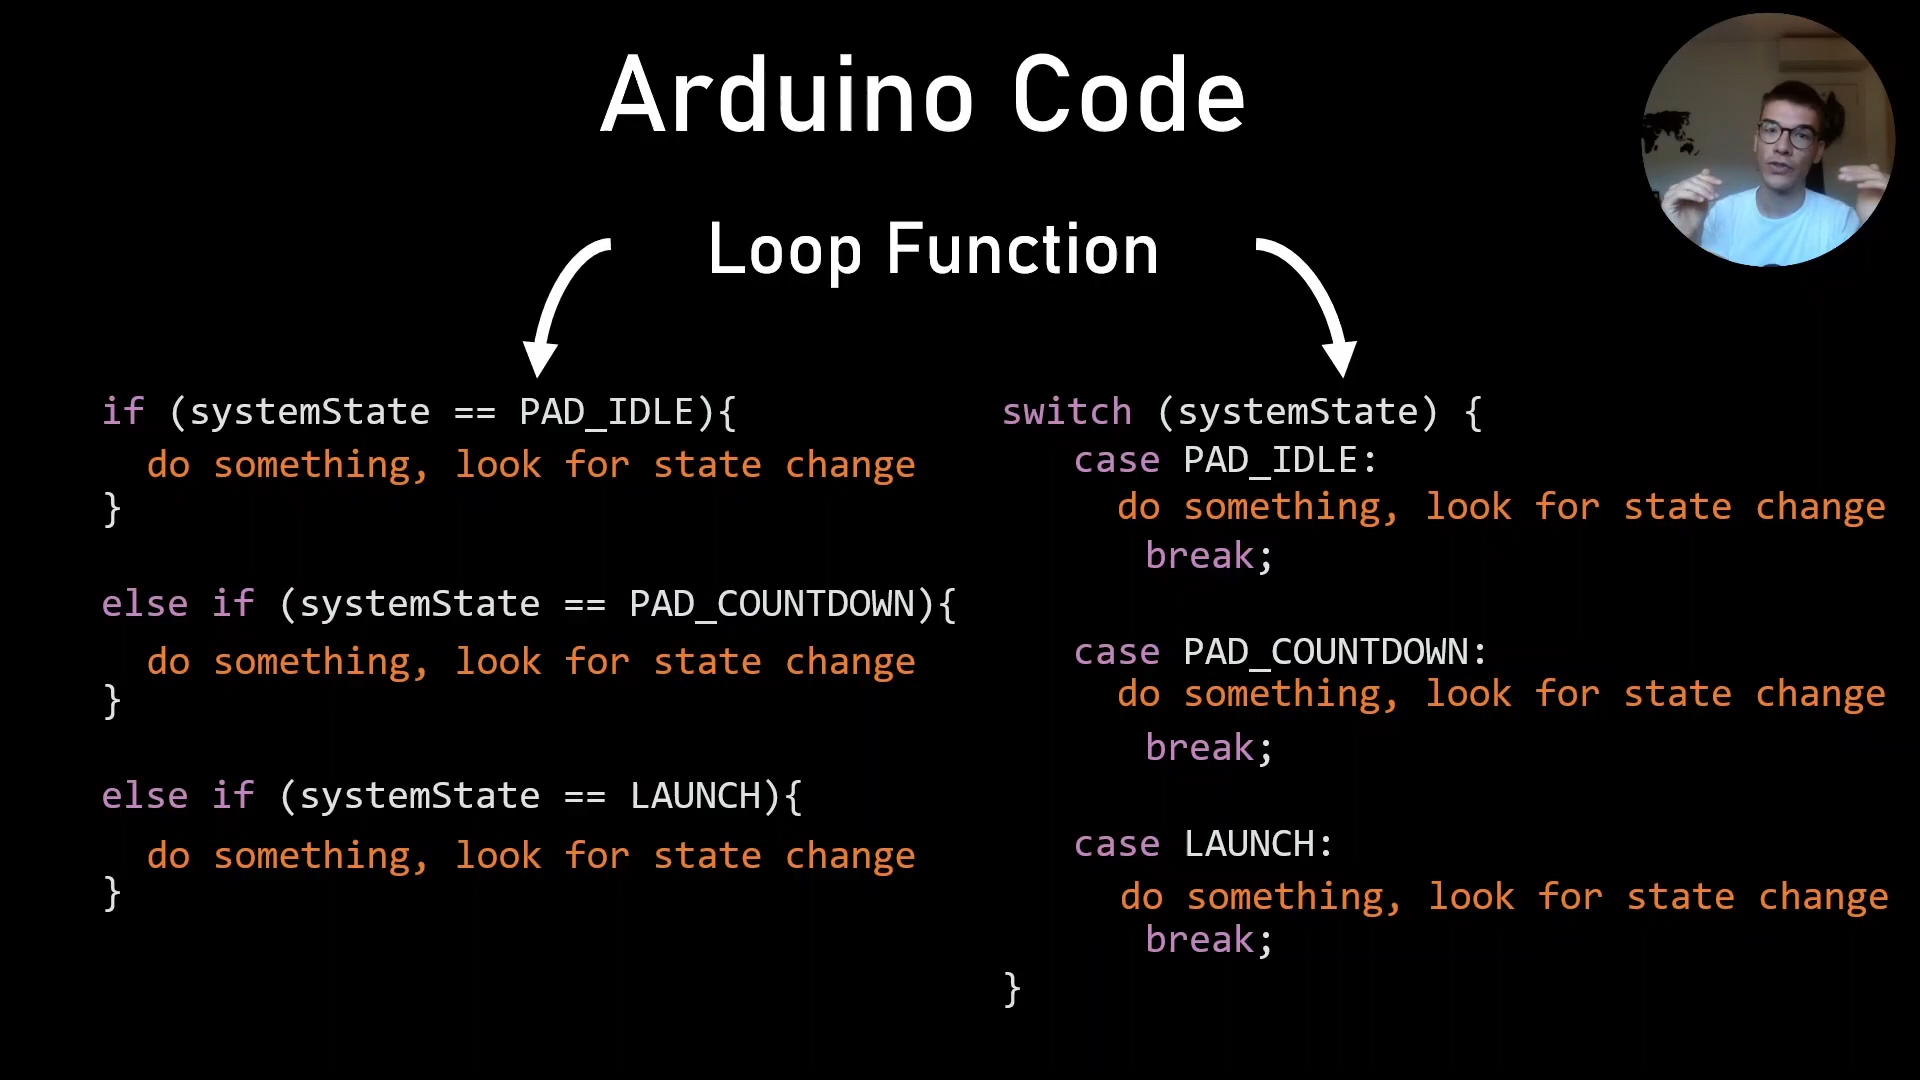 Arduino Code
Loop Function
if (systemState == PAD_IDLE){
do something, look for state change
}
else if (systemState == PAD_COUNTDOWN){
do something, look for state change
}
else if (systemState == LAUNCH){
do something, look for state change
}
switch (systemState) {
case PAD_IDLE:
do something, look for state change
break;
case PAD_COUNTDOWN:
do something, look for state change
break;
case LAUNCH:
do something, look for state change
break;
}